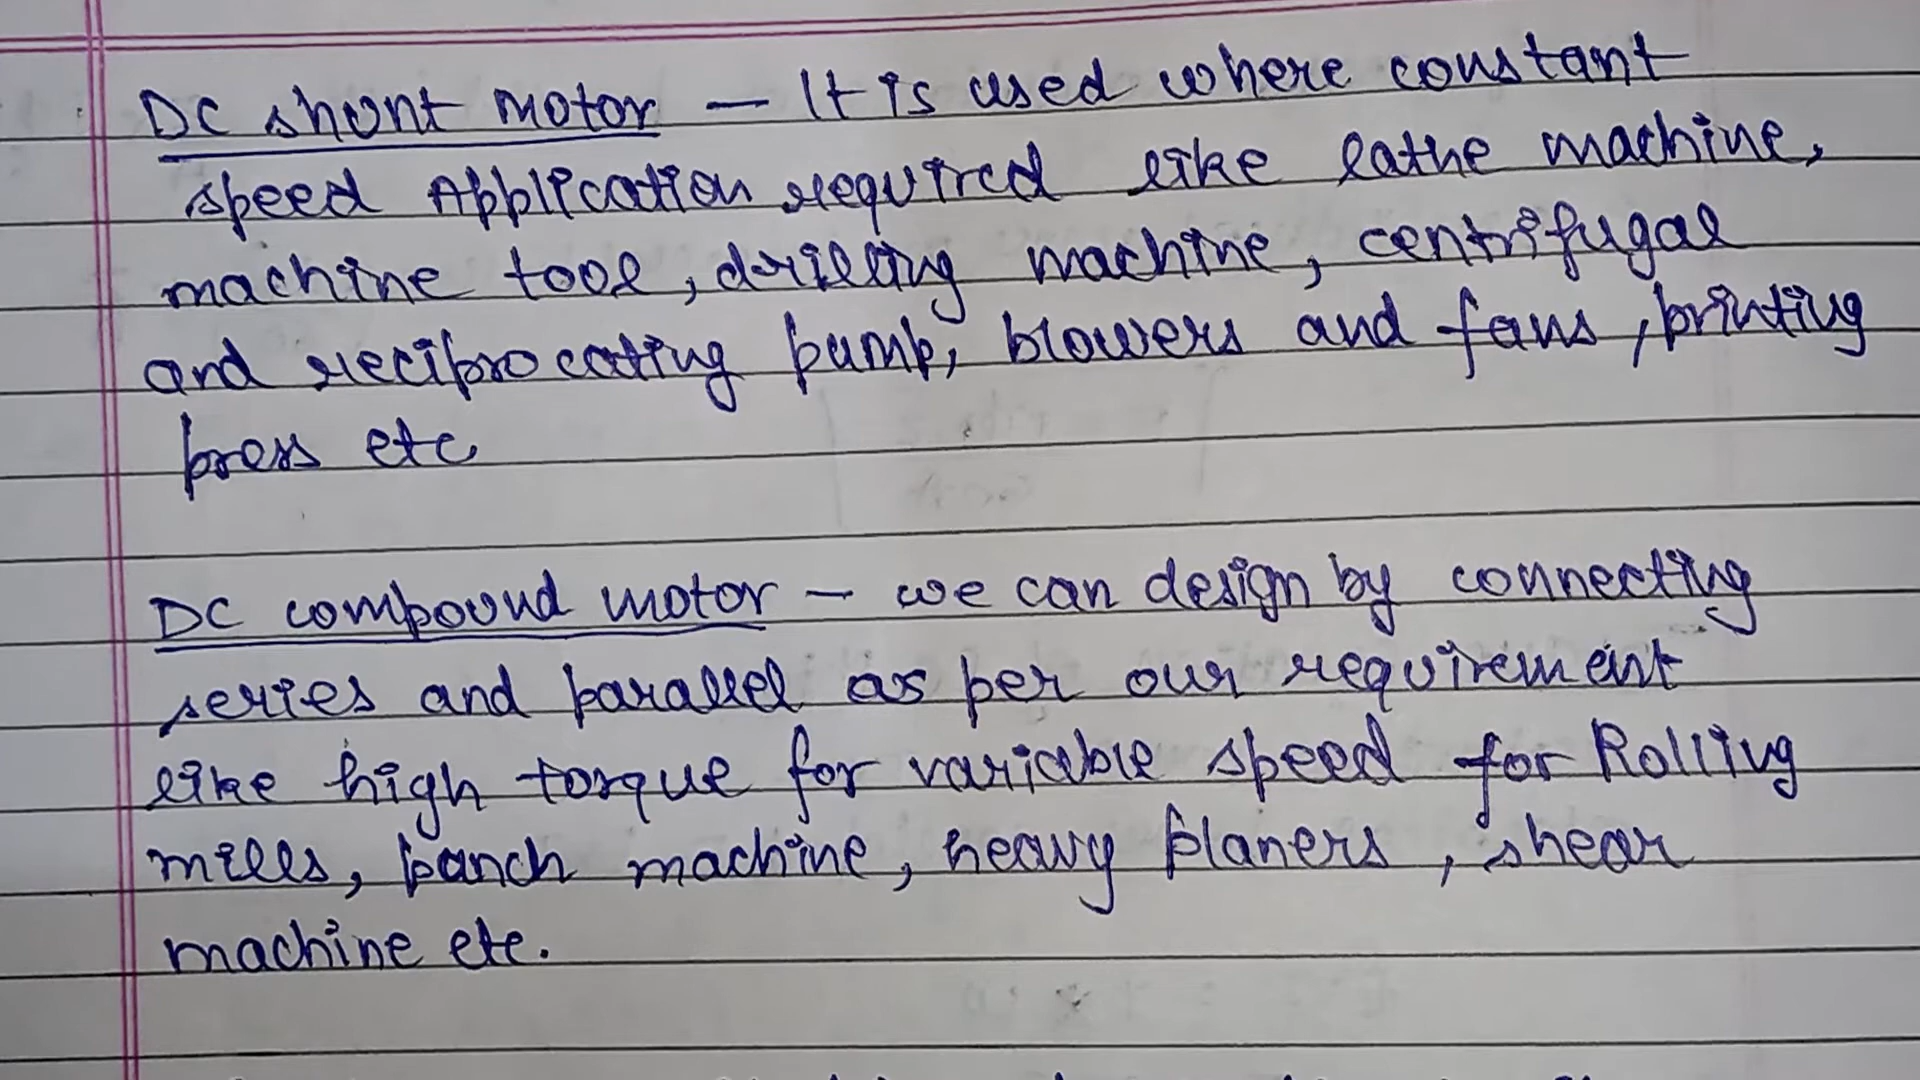 DC shunt motor – It is used where constant
speed Application required like lathe machine,
machine tool, drilling machine, centrifugal
and reciprocating pump, blowers and fans, printing
press etc
DC compound motor – we can design by connecting
series and parallel as per our requirement
like high torque for variable speed for Rolling
mills, punch machine, heavy planers, shear
machine etc.